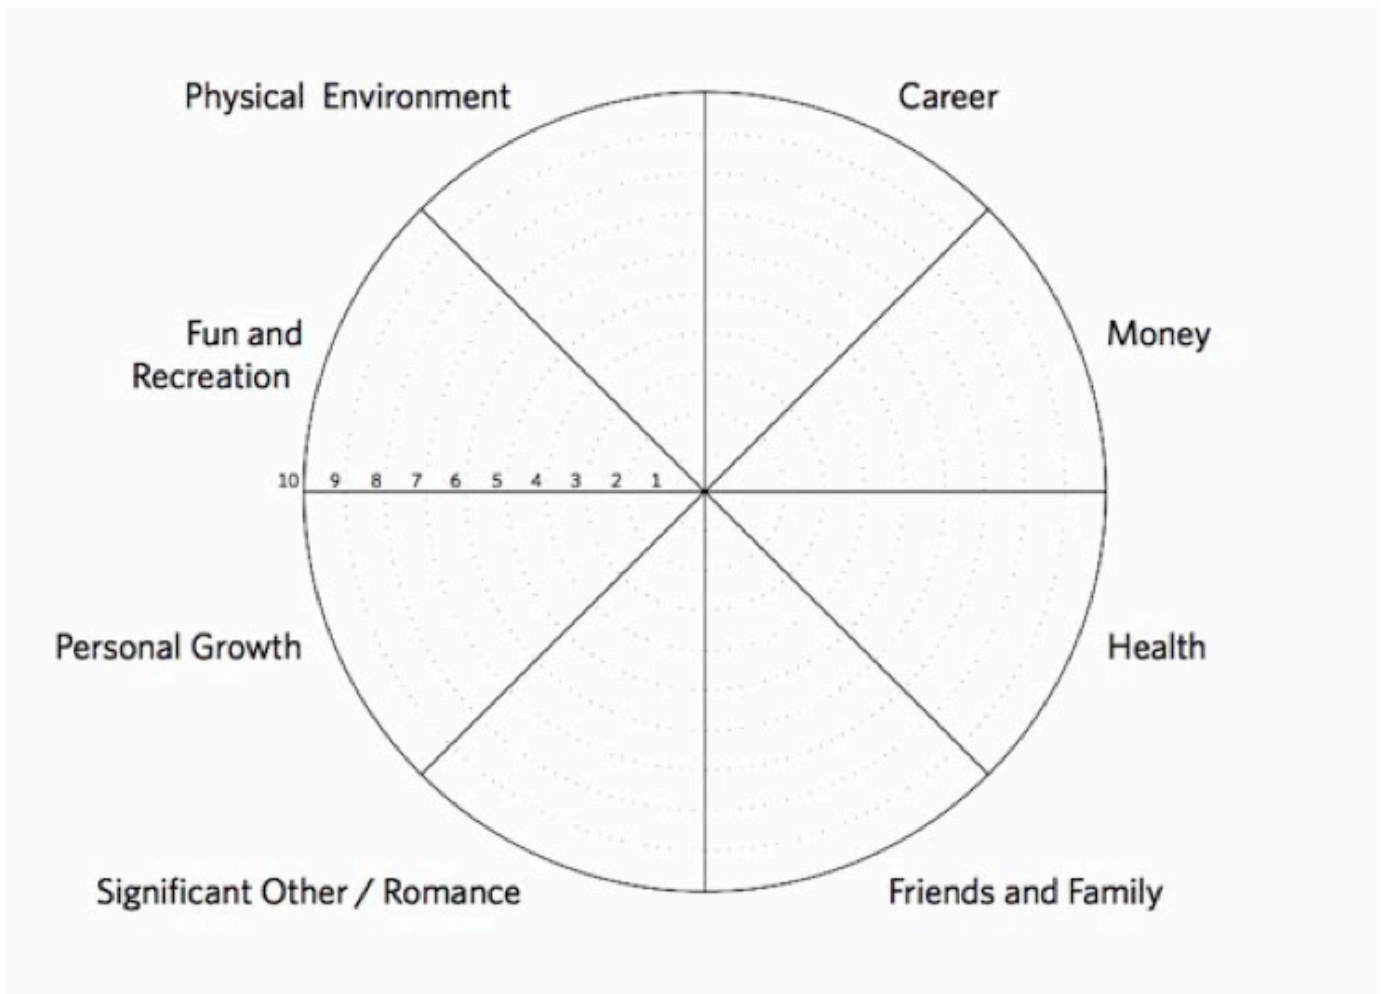 Physical Environment
Career
Fun and
Recreation
Money
10 9 8 7 6 5 4 3 2 1
Personal Growth
Health
Significant Other / Romance
Friends and Family